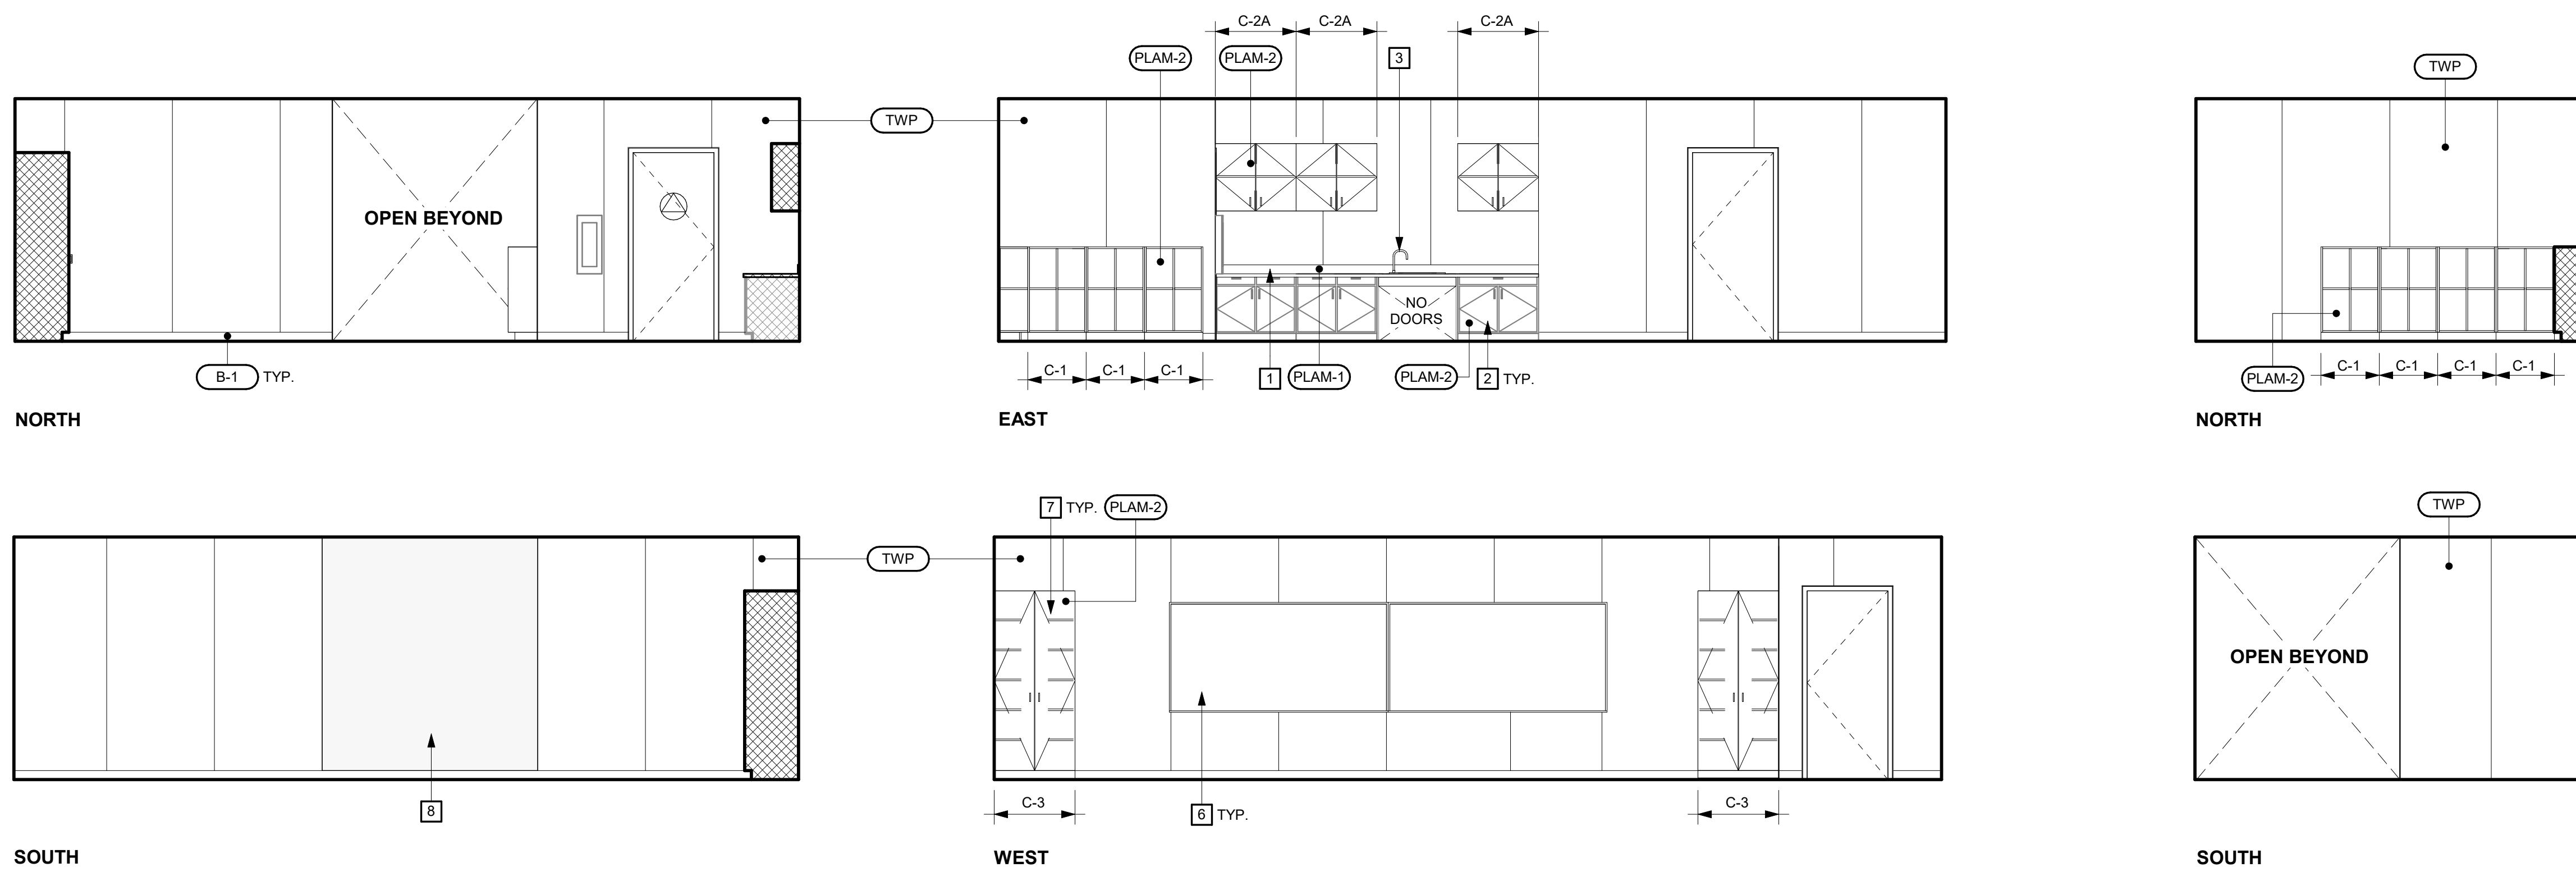 C-2A C-2A C-2A
PLAM-2 PLAM-2 3
TWP
TWP
OPEN BEYOND
NO
DOORS
B-1 TYP.
C-1 C-1 C-1
1 PLAM-1 PLAM-2 2 TYP.
PLAM-2
C-1 C-1 C-1 C-1
NORTH
EAST
NORTH
7 TYP. PLAM-2
TWP
TWP
OPEN BEYOND
8
C-3
6 TYP.
C-3
SOUTH
WEST
SOUTH